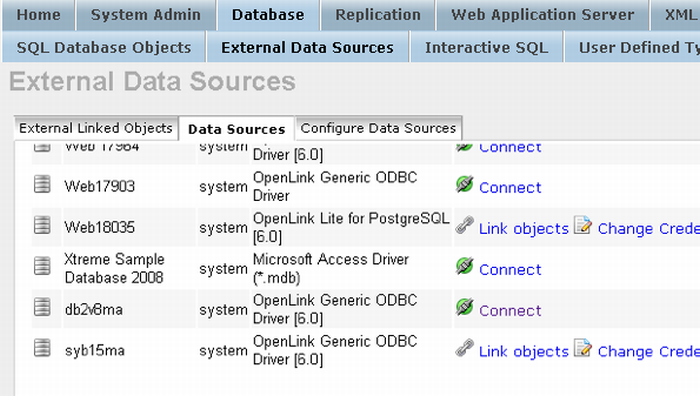 Home System Admin Database Replication Web Application Server XML
SQL Database Objects External Data Sources Interactive SQL User Defined Ty
External Data Sources
External Linked Objects Data Sources Configure Data Sources
Web 17984 system Driver [6.0] Connect
Web17903 system OpenLink Generic ODBC
Driver Connect
Web18035 system OpenLink Lite for PostgreSQL
[6.0] Link objects Change Crede
Xtreme Sample
Database 2008 system Microsoft Access Driver
(*.mdb) Connect
db2v8ma system OpenLink Generic ODBC
Driver [6.0] Connect
syb15ma system OpenLink Generic ODBC
Driver [6.0] Link objects Change Crede